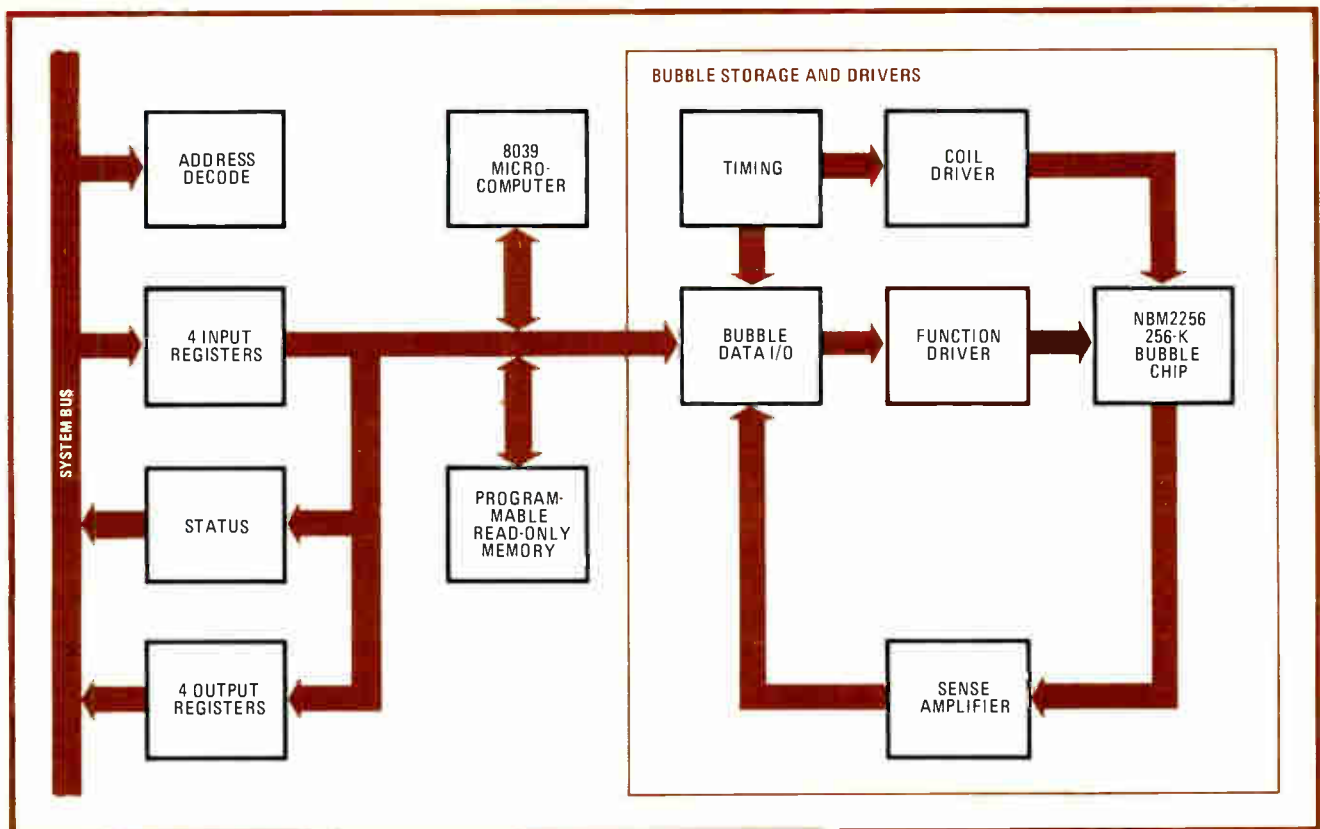 BUBBLE STORAGE AND DRIVERS
ADDRESS
DECODE
8039
MICRO-
COMPUTER
TIMING
COIL
DRIVER
4 INPUT
REGISTERS
BUBBLE
DATA I/O
FUNCTION
DRIVER
NBM2256
256-K
BUBBLE
CHIP
SYSTEM BUS
STATUS
PROGRAM-
MABLE
READ-ONLY
MEMORY
4 OUTPUT
REGISTERS
SENSE
AMPLIFIER